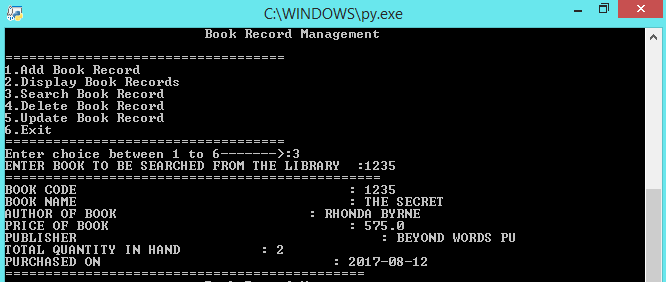 C:\WINDOWS\py.exe
Book Record Management
===================================
1.Add Book Record
2.Display Book Records
3.Search Book Record
4.Delete Book Record
5.Update Book Record
6.Exit
===================================
Enter choice between 1 to 6------->:3
ENTER BOOK TO BE SEARCHED FROM THE LIBRARY :1235
===============================================
BOOK CODE : 1235
BOOK NAME : THE SECRET
AUTHOR OF BOOK : RHONDA BYRNE
PRICE OF BOOK : 575.0
PUBLISHER : BEYOND WORDS PU
TOTAL QUANTITY IN HAND : 2
PURCHASED ON : 2017-08-12
=============================================